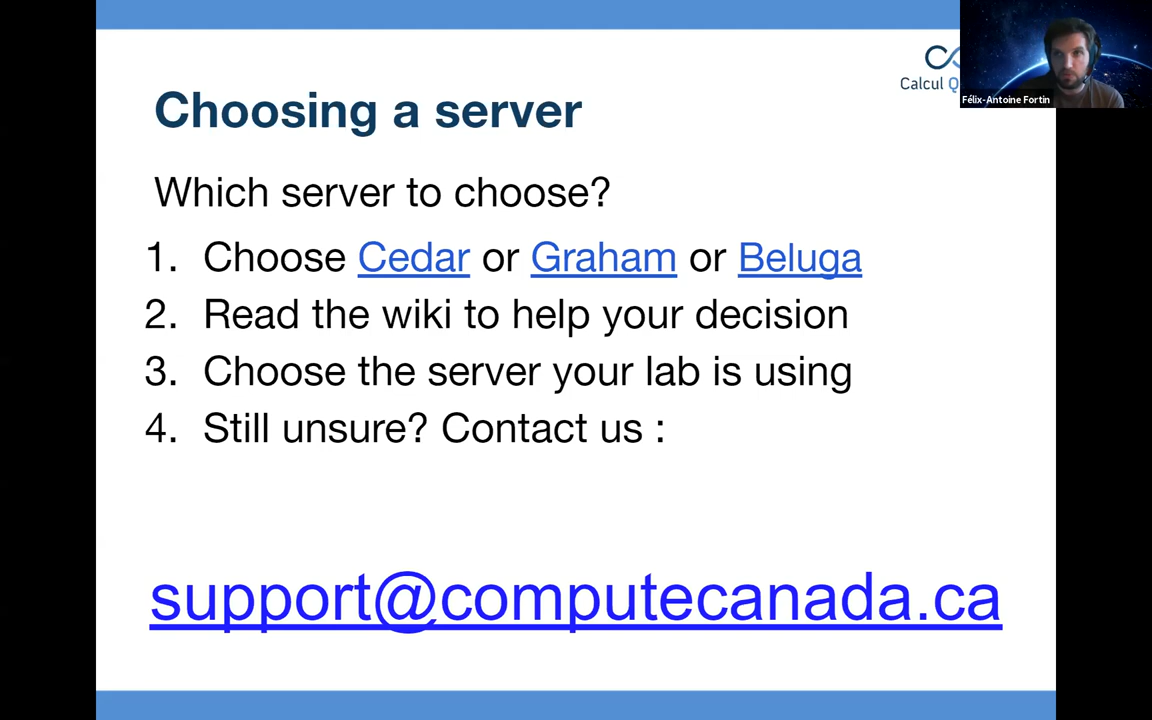 Choosing a server
Calcul
Félix-Antoine Fortin
Which server to choose?
1. Choose Cedar or Graham or Beluga
2. Read the wiki to help your decision
3. Choose the server your lab is using
4. Still unsure? Contact us :
support@computecanada.ca